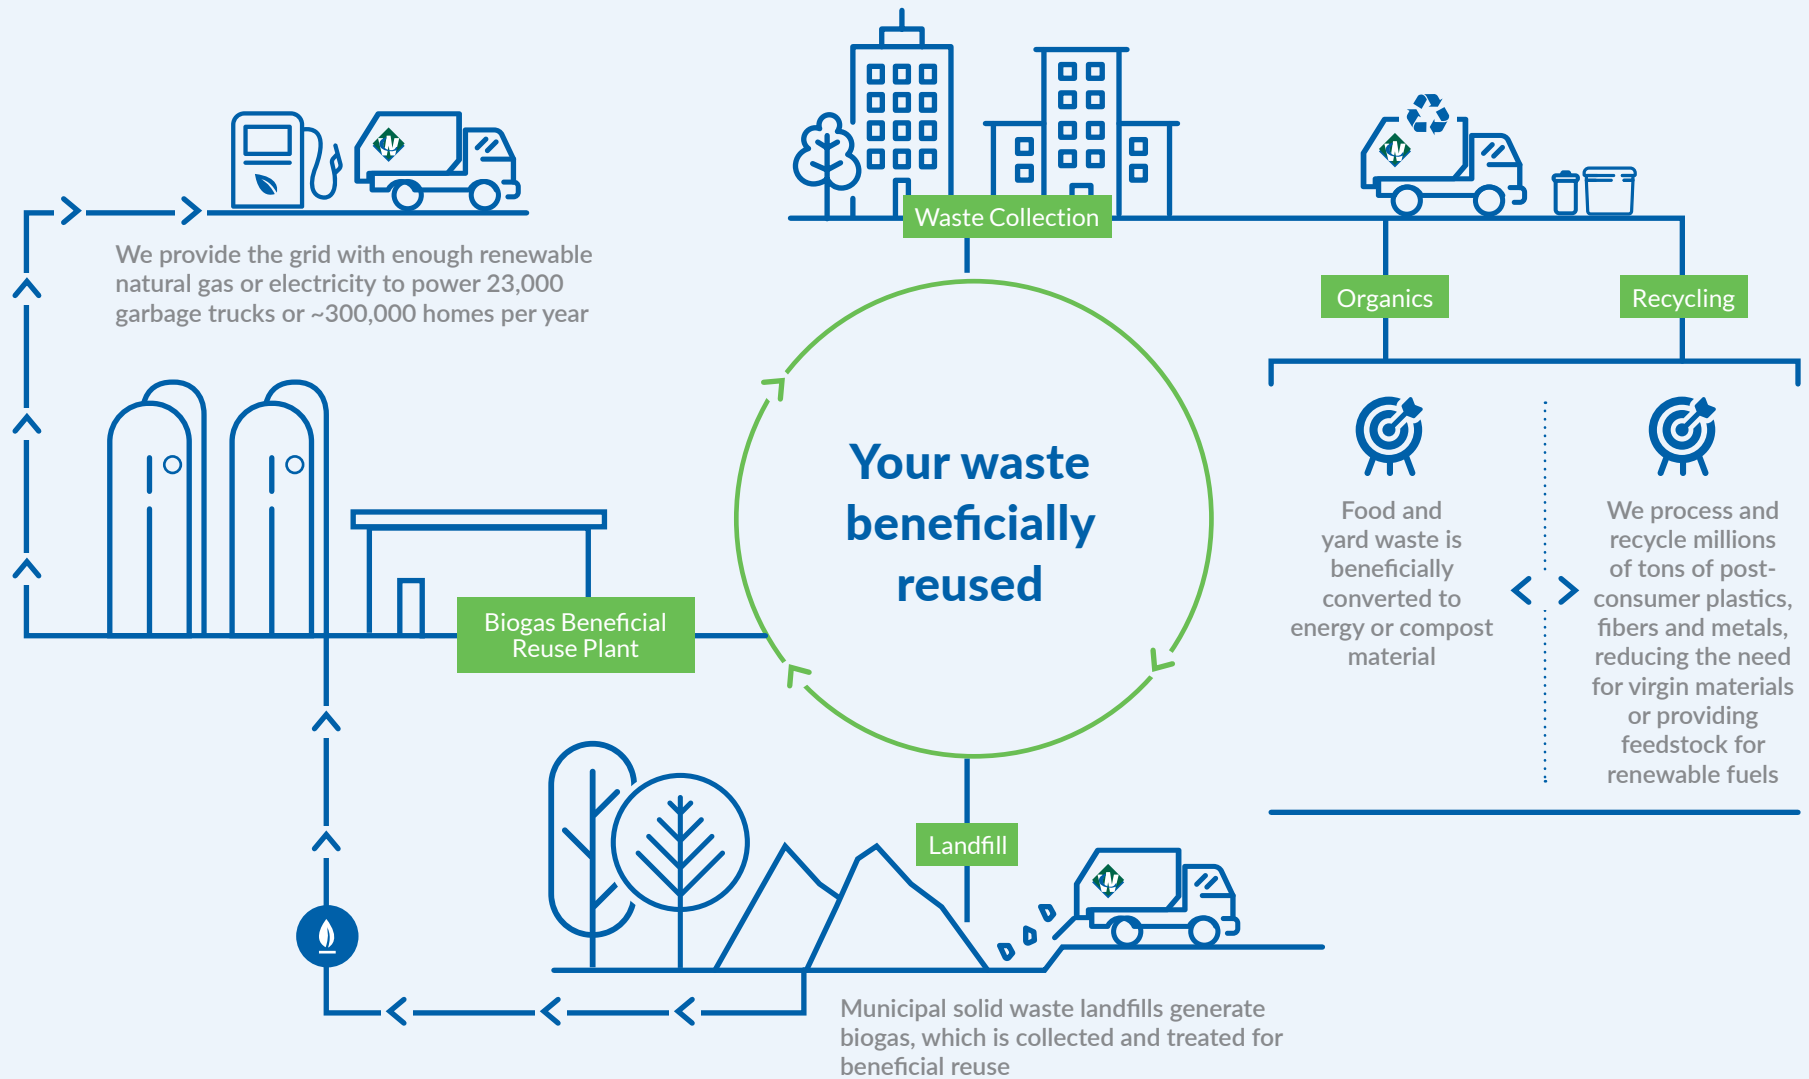 Waste Collection
Organics
Recycling
We provide the grid with enough renewable
natural gas or electricity to power 23,000
garbage trucks or ~300,000 homes per year
Your waste
beneficially
reused
Food and
yard waste is
beneficially
converted to
energy or compost
material
We process and
recycle millions
of tons of post-
consumer plastics,
fibers and metals,
reducing the need
for virgin materials
or providing
feedstock for
renewable fuels
Biogas Beneficial
Reuse Plant
Landfill
Municipal solid waste landfills generate
biogas, which is collected and treated for
beneficial reuse